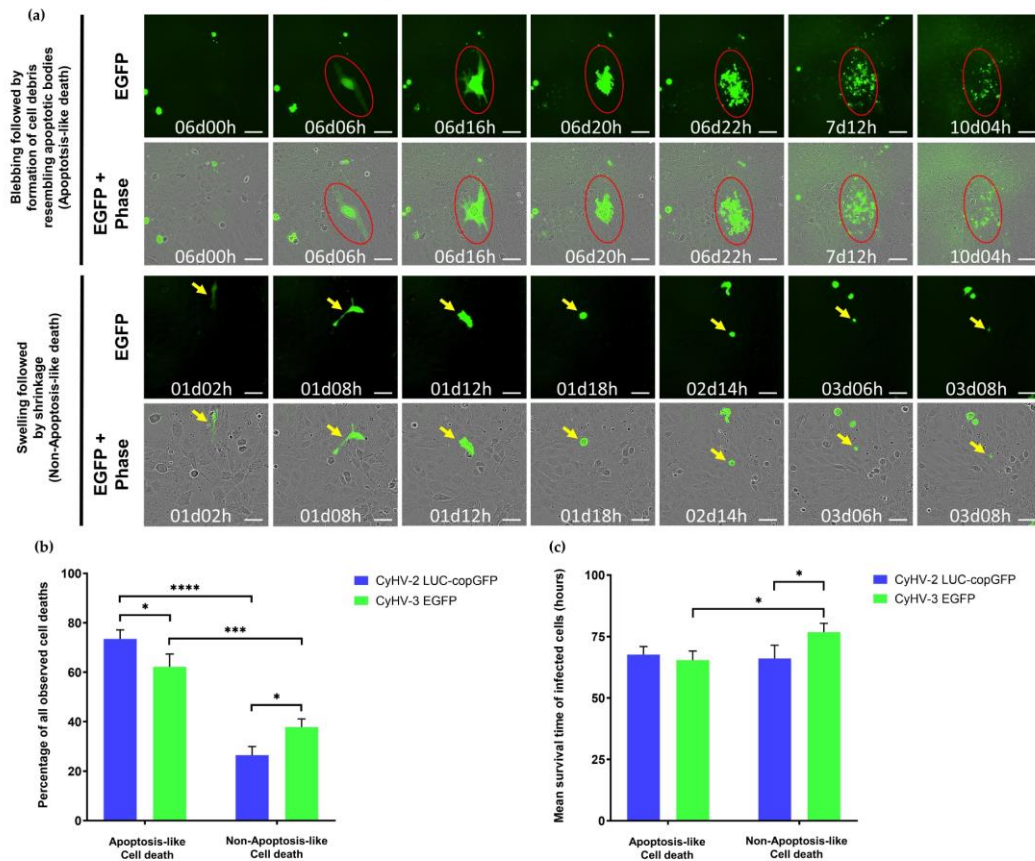 (a)
Blebbing followed by
formation of cell debris
resembling apoptotic bodies
(Apoptotsis-like death)
EGFP
06d00h 06d06h 06d16h 06d20h 06d22h 7d12h 10d04h
EGFP +
Phase
06d00h 06d06h 06d16h 06d20h 06d22h 7d12h 10d04h
Swelling followed
by shrinkage
(Non-Apoptosis-like death)
EGFP
01d02h 01d08h 01d12h 01d18h 02d14h 03d06h 03d08h
EGFP +
Phase
01d02h 01d08h 01d12h 01d18h 02d14h 03d06h 03d08h
(b)
Percentage of all observed cell deaths
100
80
60
40
20
0
****
*
***
*
CyHV-2 LUC-copGFP
CyHV-3 EGFP
Apoptosis-like
Cell death
Non-Apoptosis-like
Cell death
(c)
Mean survival time of infected cells (hours)
100
75
50
25
0
*
*
CyHV-2 LUC-copGFP
CyHV-3 EGFP
Apoptosis-like
Cell death
Non-Apoptosis-like
Cell death